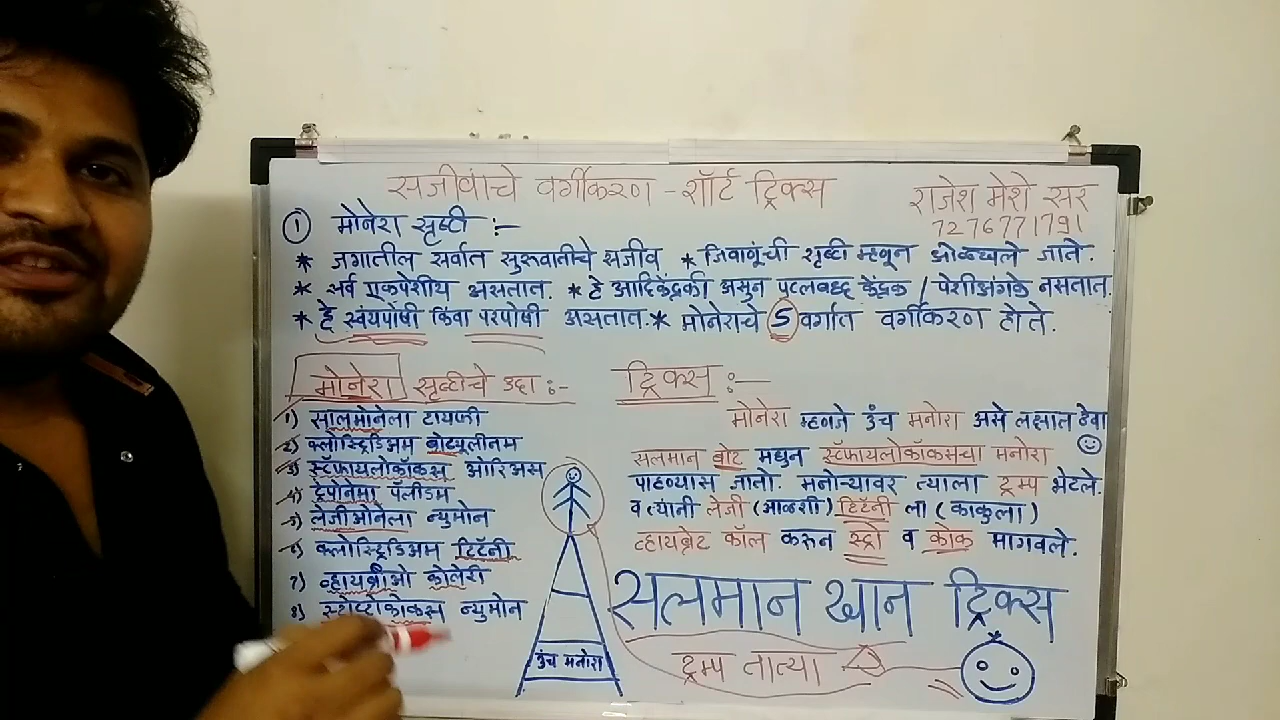 सजीवांचे वर्गीकरण - शॉर्ट ट्रिक्स
राजेश मेशे सर
7276771791
① मोनेरा सृष्टी :-
* जगातील सर्वात सुरूवातीचे सजीव * जिवाणूंची सृष्टी म्हणून ओळखले जाते.
* सर्व एकपेशीय असतात. * हे आदिकेंद्रकी असुन पटलबद्ध केंद्रक / पेशीअंगके नसतात.
* हे स्वंयपोषी किंवा परपोषी असतात. * मोनेराचे 5 वर्गात वर्गीकरण होते.
मोनेरा सृष्टीचे उदा :-
1) सालमोनेला टायफी
2) क्लोस्ट्रिडिअम बोट्युलीनम
3) स्टॅफायलोकॉकस ओरिअस
4) ट्रेपोनेमा पॅलीडम
5) लेजीओनेला न्युमोन
6) क्लोस्ट्रिडिअम टिटॅनी
7) व्हायब्रीओ कोलेरी
8) स्ट्रेप्टोकोकस न्युमोन
ट्रिक्स :-
मोनेरा म्हणजे उंच मनोरा असे लक्षात ठेवा
सलमान बोट मधुन स्टॅफायलोकॉकसचा मनोरा
पाहण्यास जातो. मनोऱ्यावर त्याला ट्रम्प भेटले.
व त्यांनी लेजी (आळशी) टिटॅनी ला (काकुला)
व्हायब्रेट कॉल करून स्ट्रो व कोक मागवले.
सलमान खान ट्रिक्स
उंच मनोरा
ट्रम्प तात्या